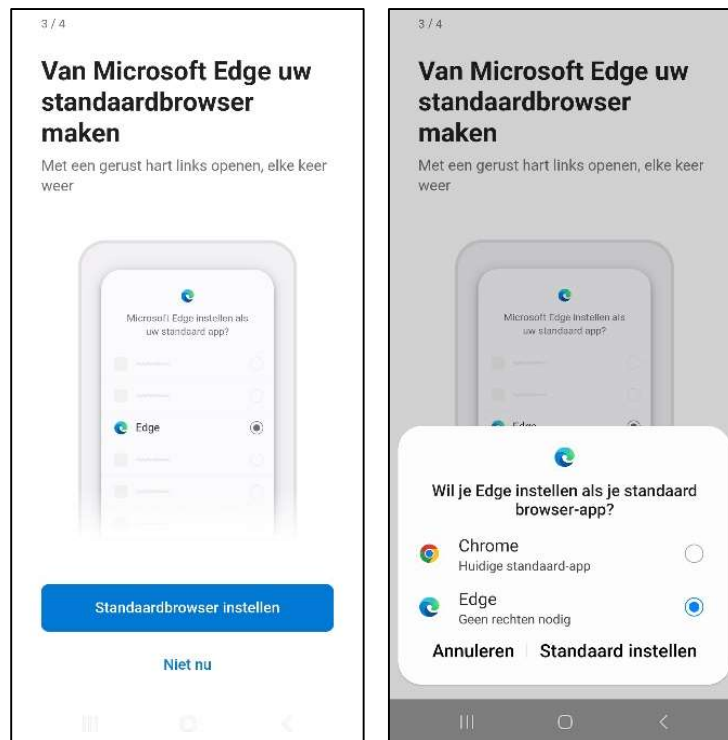 3 / 4
Van Microsoft Edge uw
standaardbrowser
maken
Met een gerust hart links openen, elke keer
weer
Microsoft Edge instellen als
uw standaard app?
Edge
Standaardbrowser instellen
Niet nu
3 / 4
Van Microsoft Edge uw
standaardbrowser
maken
Met een gerust hart links openen, elke keer
weer
Microsoft Edge instellen als
uw standaard app?
Edge
Wil je Edge instellen als je standaard
browser-app?
Chrome
Huidige standaard-app
Edge
Geen rechten nodig
Annuleren
Standaard instellen